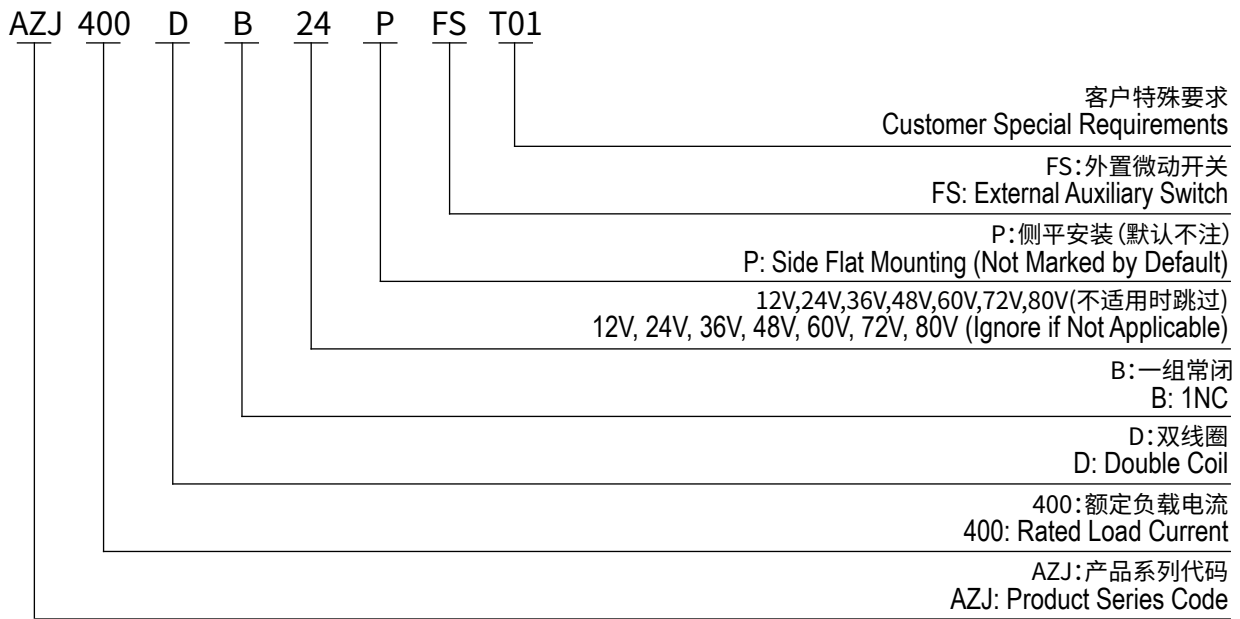 AZJ 400 D B 24 P FS T01
客户特殊要求
Customer Special Requirements
FS:外置微动开关
FS: External Auxiliary Switch
P:侧平安装(默认不注)
P: Side Flat Mounting (Not Marked by Default)
12V,24V,36V,48V,60V,72V,80V(不适用时跳过)
12V, 24V, 36V, 48V, 60V, 72V, 80V (Ignore if Not Applicable)
B:一组常闭
B: 1NC
D:双线圈
D: Double Coil
400:额定负载电流
400: Rated Load Current
AZJ:产品系列代码
AZJ: Product Series Code